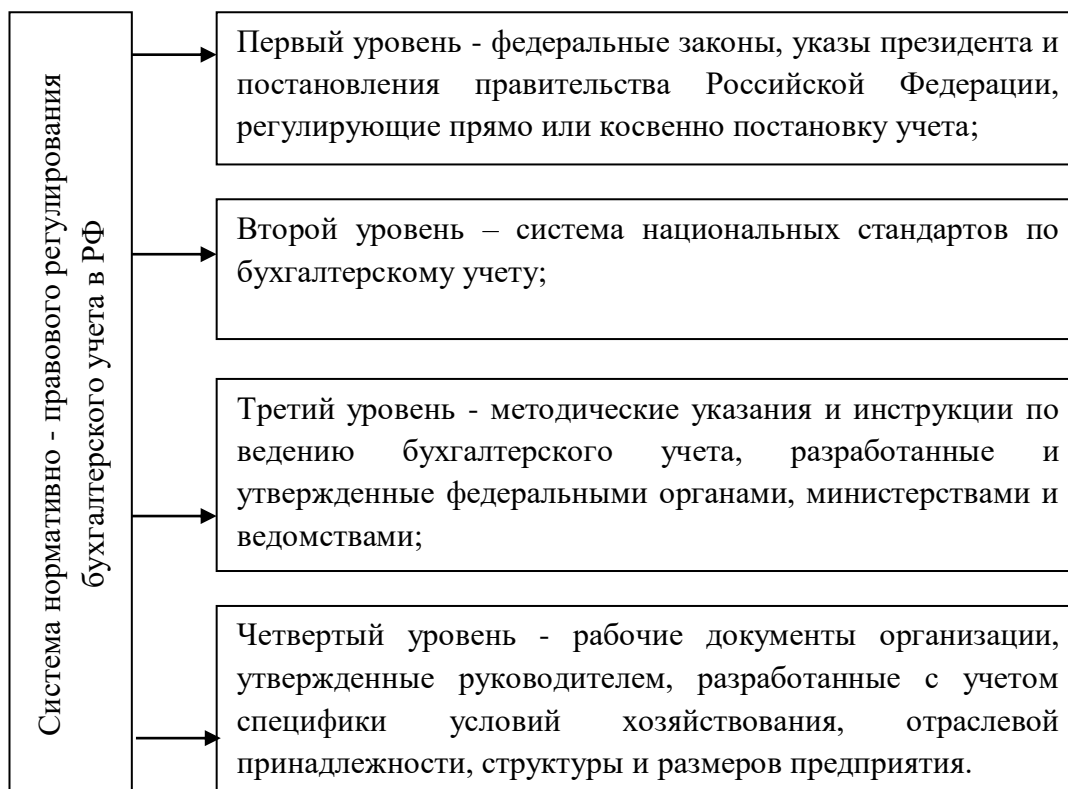 Система нормативно - правового регулирования
бухгалтерского учета в РФ
Первый уровень - федеральные законы, указы президента и
постановления правительства Российской Федерации,
регулирующие прямо или косвенно постановку учета;
Второй уровень – система национальных стандартов по
бухгалтерскому учету;
Третий уровень - методические указания и инструкции по
ведению бухгалтерского учета, разработанные и
утвержденные федеральными органами, министерствами и
ведомствами;
Четвертый уровень - рабочие документы организации,
утвержденные руководителем, разработанные с учетом
специфики условий хозяйствования, отраслевой
принадлежности, структуры и размеров предприятия.